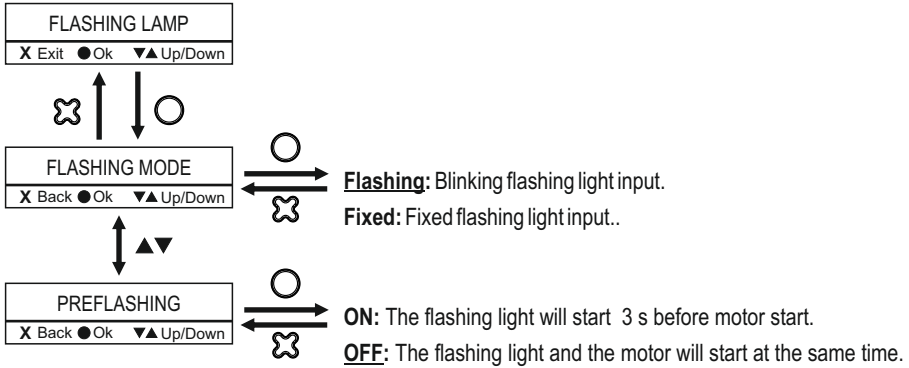 FLASHING LAMP
X Exit ●Ok ▼▲Up/Down
FLASHING MODE
X Back ●Ok ▼▲Up/Down
Flashing: Blinking flashing light input.
Fixed: Fixed flashing light input..
▲▼
PREFLASHING
X Back ●Ok ▼▲Up/Down
ON: The flashing light will start 3 s before motor start.
OFF: The flashing light and the motor will start at the same time.